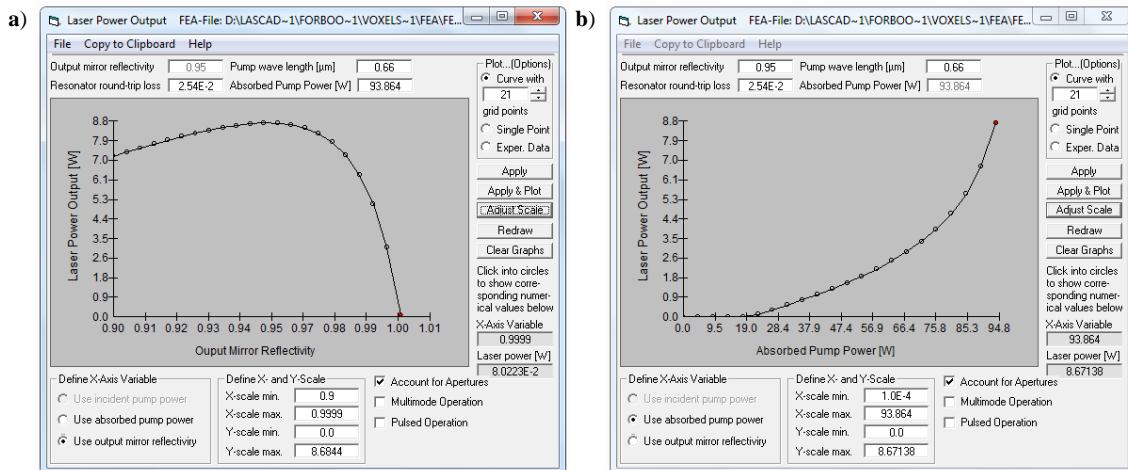 a)
Laser Power Output    FEA-File: D:\LASCAD~1\FORBOO~1\VOXELS~1\FEA\FE...
File   Copy to Clipboard   Help
Output mirror reflectivity 0.95 Pump wave length [µm] 0.66
Resonator round-trip loss 2.54E-2 Absorbed Pump Power [W] 93.864
Plot...(Options)
Curve with
21
grid points
Single Point
Exper. Data
Apply
Apply & Plot
Adjust Scale
Redraw
Clear Graphs
Click into circles
to show corre-
sponding numer-
ical values below
X-Axis Variable
0.9999
Laser power [W]
8.0223E-2
Laser Power Output [W]
8.8
7.9
7.0
6.1
5.3
4.4
3.5
2.6
1.8
0.9
0.0
0.90 0.91 0.92 0.93 0.94 0.95 0.96 0.97 0.98 0.99 1.00 1.01
Ouput Mirror Reflectivity
Define X-Axis Variable
Use incident pump power
Use absorbed pump power
Use output mirror reflectivity
Define X- and Y-Scale
X-scale min. 0.9
X-scale max. 0.9999
Y-scale min. 0.0
Y-scale max. 8.6844
Account for Apertures
Multimode Operation
Pulsed Operation
b)
Laser Power Output    FEA-File: D:\LASCAD~1\FORBOO~1\VOXELS~1\FEA\FE...
File   Copy to Clipboard   Help
Output mirror reflectivity 0.95 Pump wave length [µm] 0.66
Resonator round-trip loss 2.54E-2 Absorbed Pump Power [W] 93.864
Plot...(Options)
Curve with
21
grid points
Single Point
Exper. Data
Apply
Apply & Plot
Adjust Scale
Redraw
Clear Graphs
Click into circles
to show corre-
sponding numer-
ical values below
X-Axis Variable
93.864
Laser power [W]
8.67138
Laser Power Output [W]
8.8
7.9
7.0
6.1
5.3
4.4
3.5
2.6
1.8
0.9
0.0
0.0 9.5 19.0 28.4 37.9 47.4 56.9 66.4 75.8 85.3 94.8
Absorbed Pump Power [W]
Define X-Axis Variable
Use incident pump power
Use absorbed pump power
Use output mirror reflectivity
Define X- and Y-Scale
X-scale min. 1.0E-4
X-scale max. 93.864
Y-scale min. 0.0
Y-scale max. 8.67138
Account for Apertures
Multimode Operation
Pulsed Operation